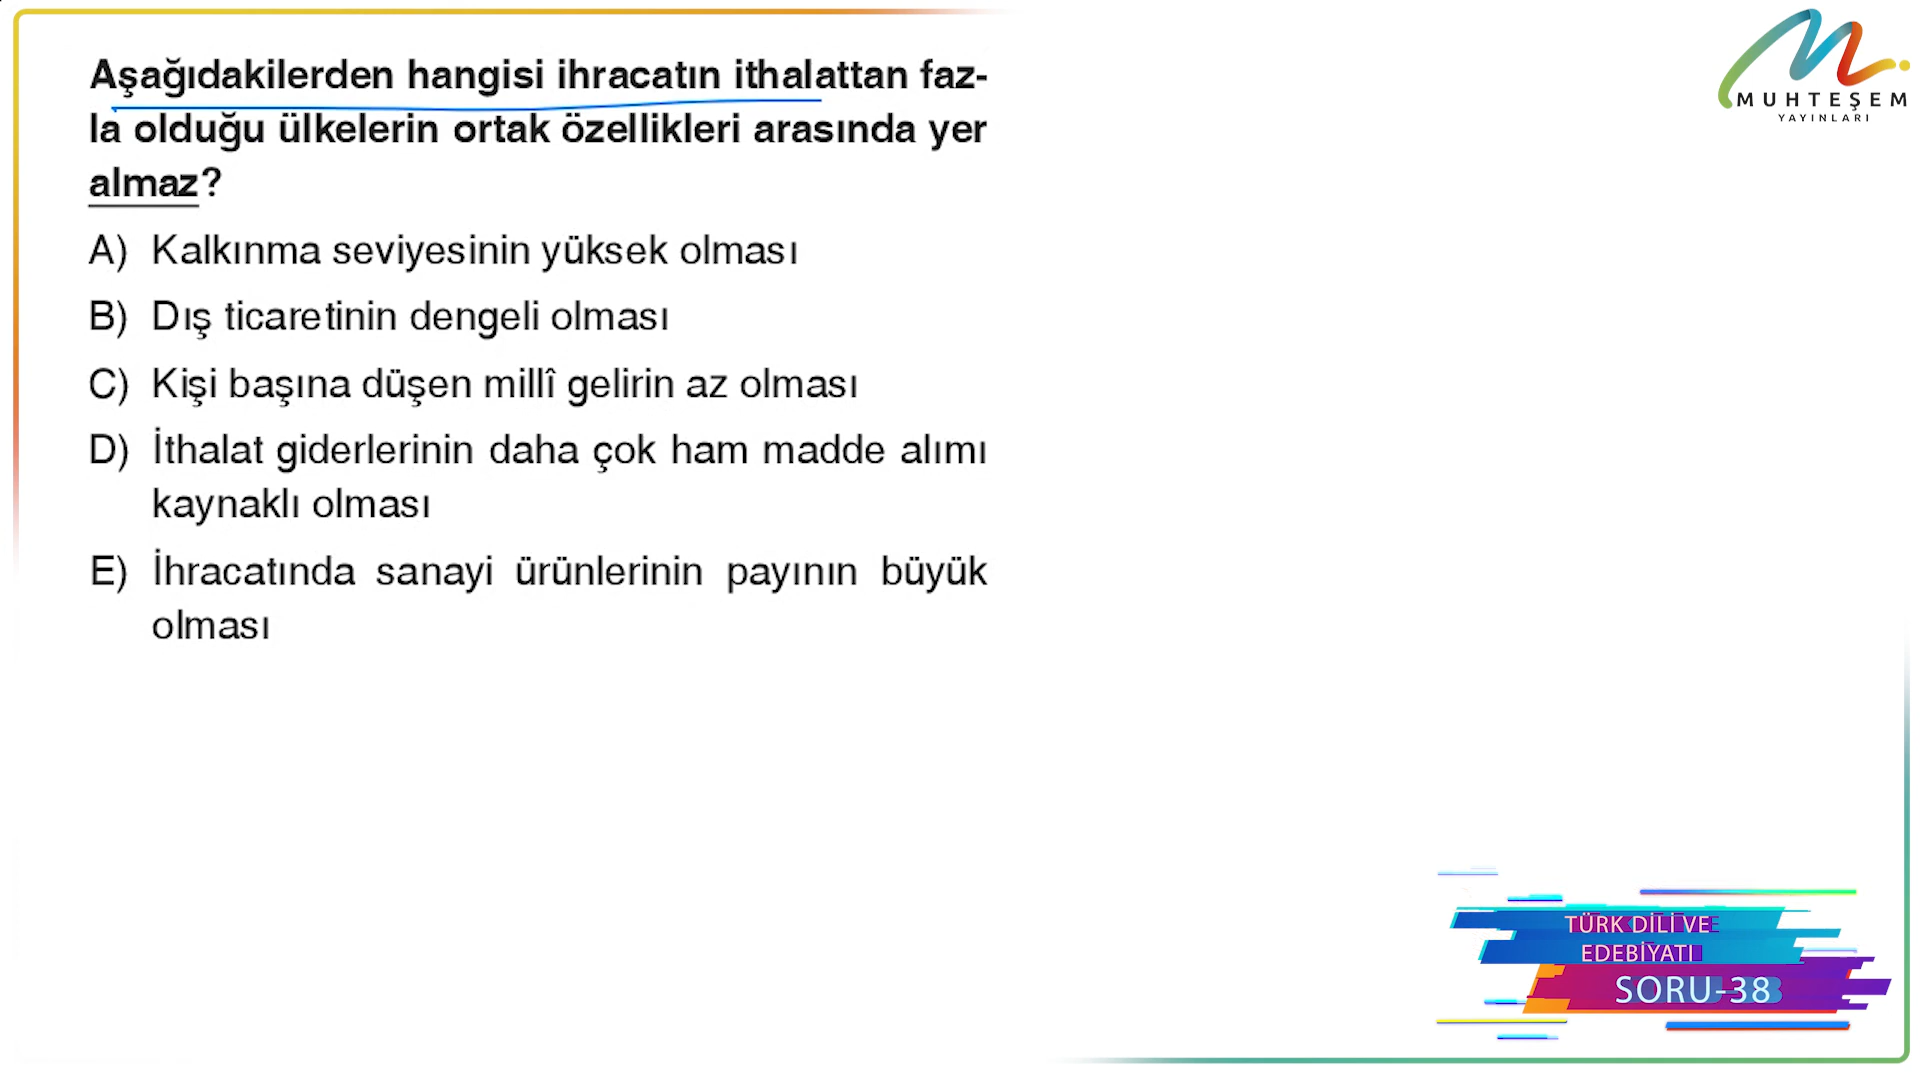 Aşağıdakilerden hangisi ihracatın ithalattan faz-
la olduğu ülkelerin ortak özellikleri arasında yer
almaz?
A) Kalkınma seviyesinin yüksek olması
B) Dış ticaretinin dengeli olması
C) Kişi başına düşen millî gelirin az olması
D) İthalat giderlerinin daha çok ham madde alımı
kaynaklı olması
E) İhracatında sanayi ürünlerinin payının büyük
olması
MUHTEŞEM
YAYINLARI
TÜRK DİLİ VE
EDEBİYATI
SORU-38